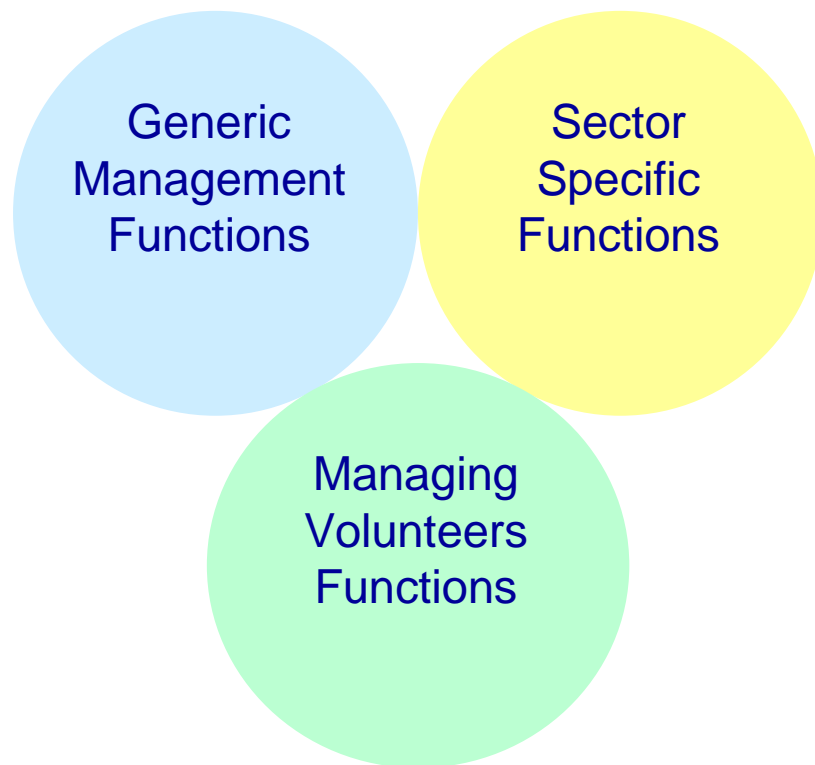 Generic
Management
Functions
Sector
Specific
Functions
Managing
Volunteers
Functions